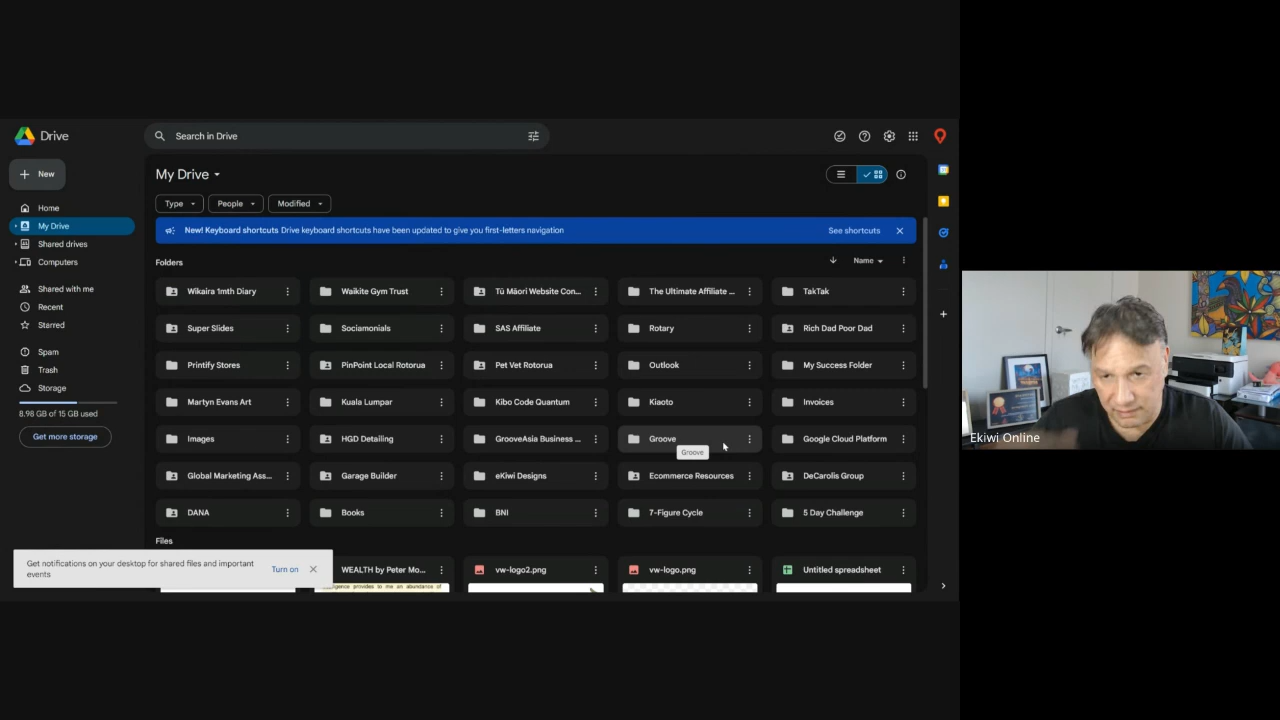 Drive
Search in Drive
New
Home
My Drive
Shared drives
Computers
Shared with me
Recent
Starred
Spam
Trash
Storage
8.98 GB of 15 GB used
Get more storage
My Drive
Type
People
Modified
New! Keyboard shortcuts Drive keyboard shortcuts have been updated to give you first-letters navigation
See shortcuts
Folders
Name
Wikaira 1mth Diary
Waikite Gym Trust
Tū Māori Website Con...
The Ultimate Affiliate ...
TakTak
Super Slides
Sociamonials
SAS Affiliate
Rotary
Rich Dad Poor Dad
Printify Stores
PinPoint Local Rotorua
Pet Vet Rotorua
Outlook
My Success Folder
Martyn Evans Art
Kuala Lumpar
Kibo Code Quantum
Kiaoto
Invoices
Images
HGD Detailing
GrooveAsia Business ...
Groove
Google Cloud Platform
Groove
Global Marketing Ass...
Garage Builder
eKiwi Designs
Ecommerce Resources
DeCarolis Group
DANA
Books
BNI
7-Figure Cycle
5 Day Challenge
Files
WEALTH by Peter Mo...
vw-logo2.png
vw-logo.png
Untitled spreadsheet
Get notifications on your desktop for shared files and important
events
Turn on
Ekiwi Online